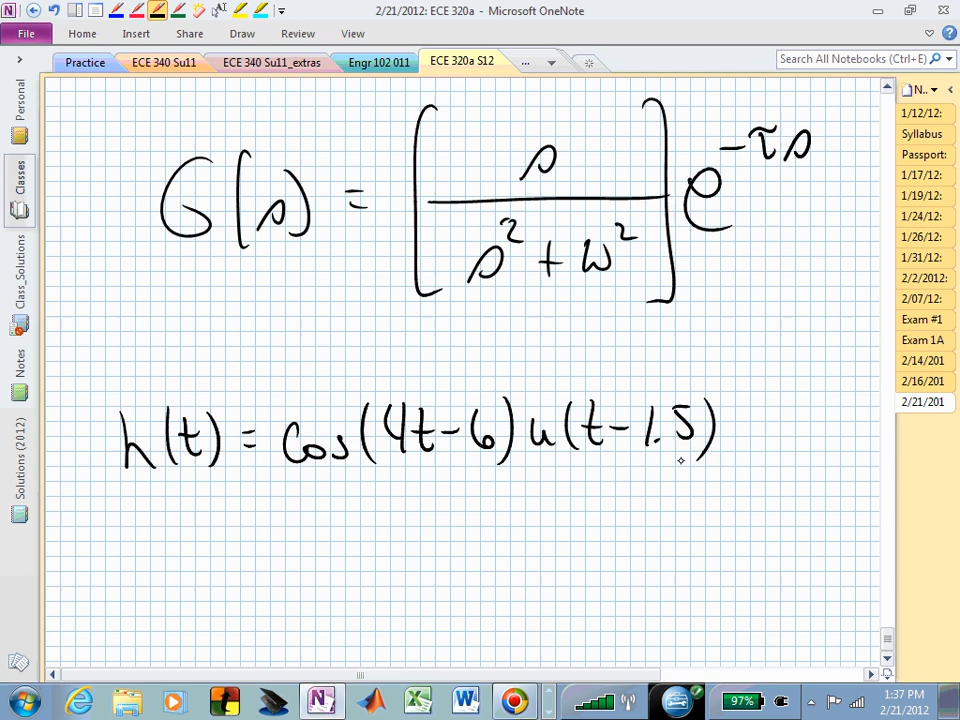 2/21/2012: ECE 320a - Microsoft OneNote
File Home Insert Share Draw Review View
Practice ECE 340 Su11 ECE 340 Su11_extras Engr 102 011 ECE 320a S12 ... Search All Notebooks (Ctrl+E)
N..
Personal
Classes
Class_Solutions
Notes
Solutions (2012)
G(s) = [s / (s² + w²)] e^(-τs)
h(t) = cos(4t-6) u(t-1.5)
1/12/12:
Syllabus
Passport:
1/17/12:
1/19/12:
1/24/12:
1/26/12:
1/31/12:
2/2/2012:
2/07/12:
Exam #1
Exam 1A
2/14/201
2/16/201
2/21/201
97%
1:37 PM
2/21/2012